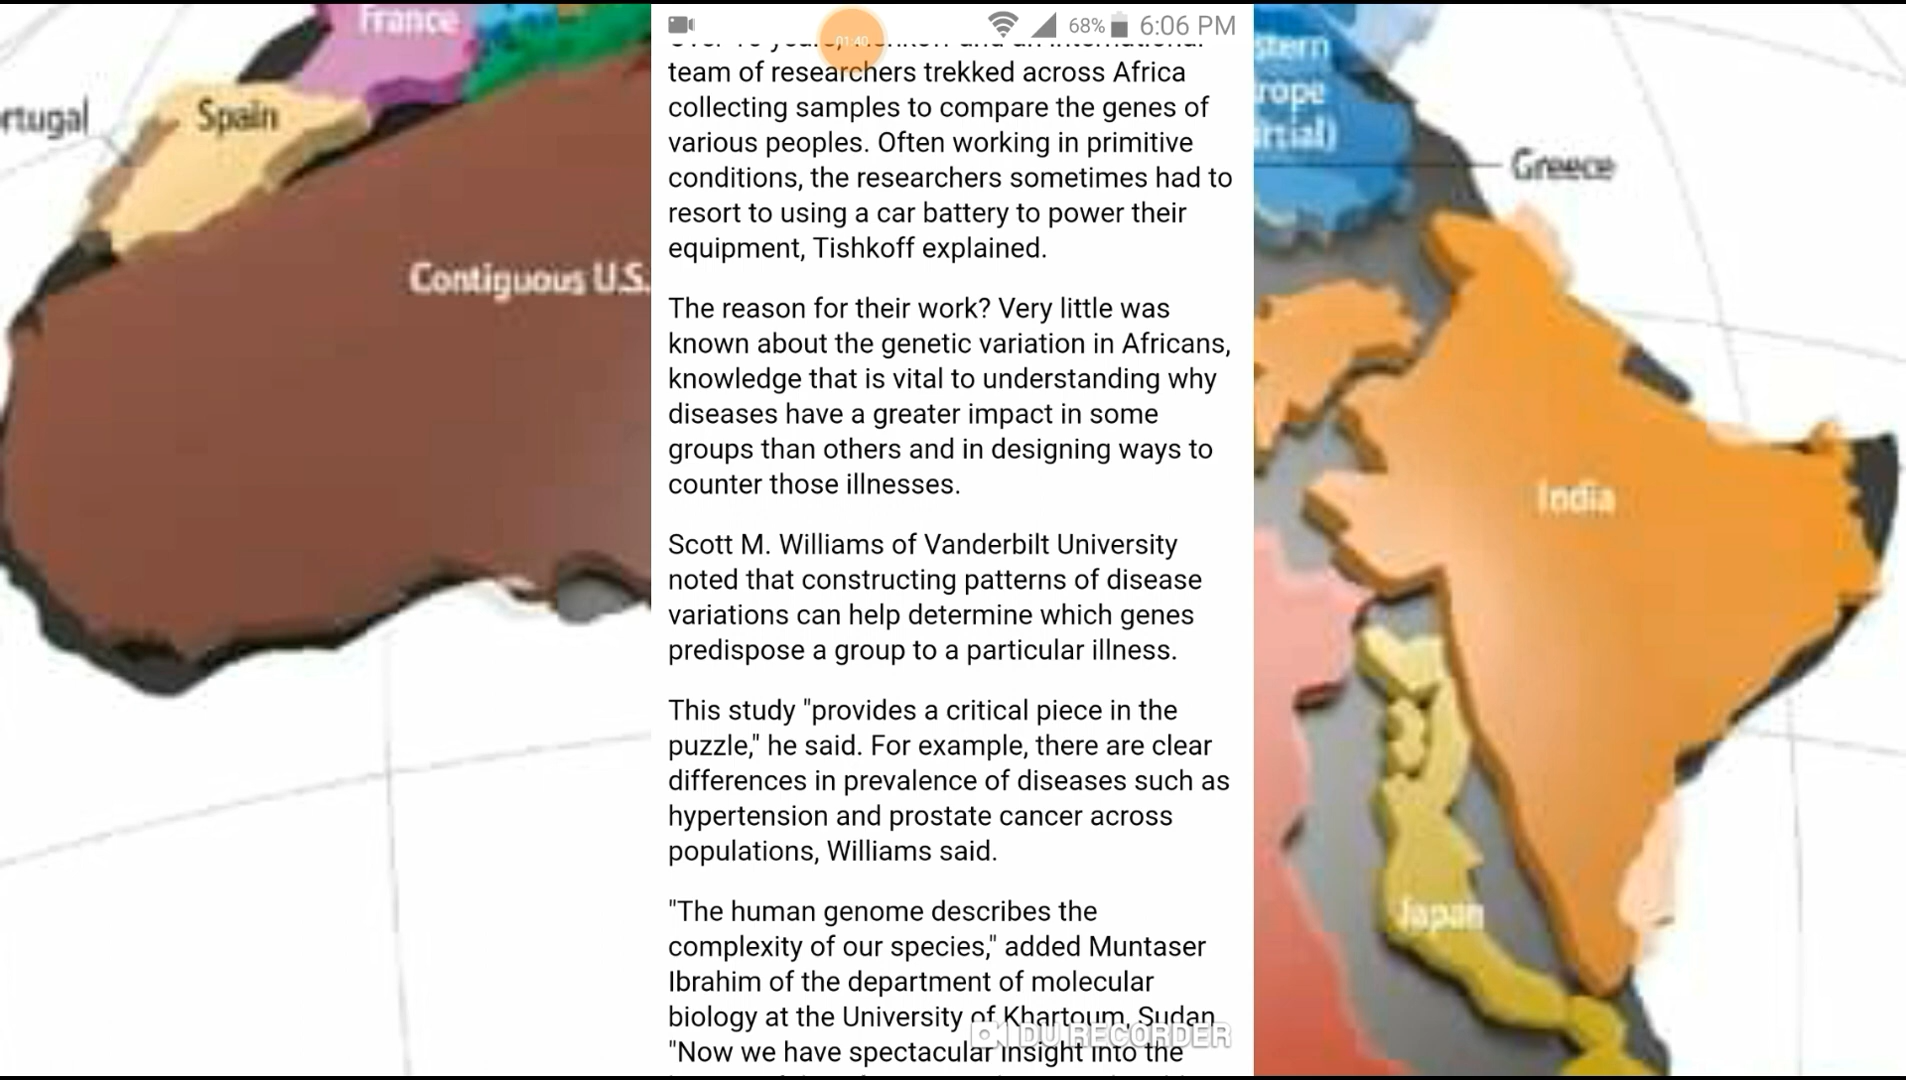 France
rtugal
Spain
Contiguous U.S.
01:40
68%
6:06 PM
team of researchers trekked across Africa
collecting samples to compare the genes of
various peoples. Often working in primitive
conditions, the researchers sometimes had to
resort to using a car battery to power their
equipment, Tishkoff explained.
The reason for their work? Very little was
known about the genetic variation in Africans,
knowledge that is vital to understanding why
diseases have a greater impact in some
groups than others and in designing ways to
counter those illnesses.
Scott M. Williams of Vanderbilt University
noted that constructing patterns of disease
variations can help determine which genes
predispose a group to a particular illness.
This study "provides a critical piece in the
puzzle," he said. For example, there are clear
differences in prevalence of diseases such as
hypertension and prostate cancer across
populations, Williams said.
"The human genome describes the
complexity of our species," added Muntaser
Ibrahim of the department of molecular
biology at the University of Khartoum, Sudan
"Now we have spectacular insight into the
DU RECORDER
stern
rope
rtial)
Greece
India
Japan